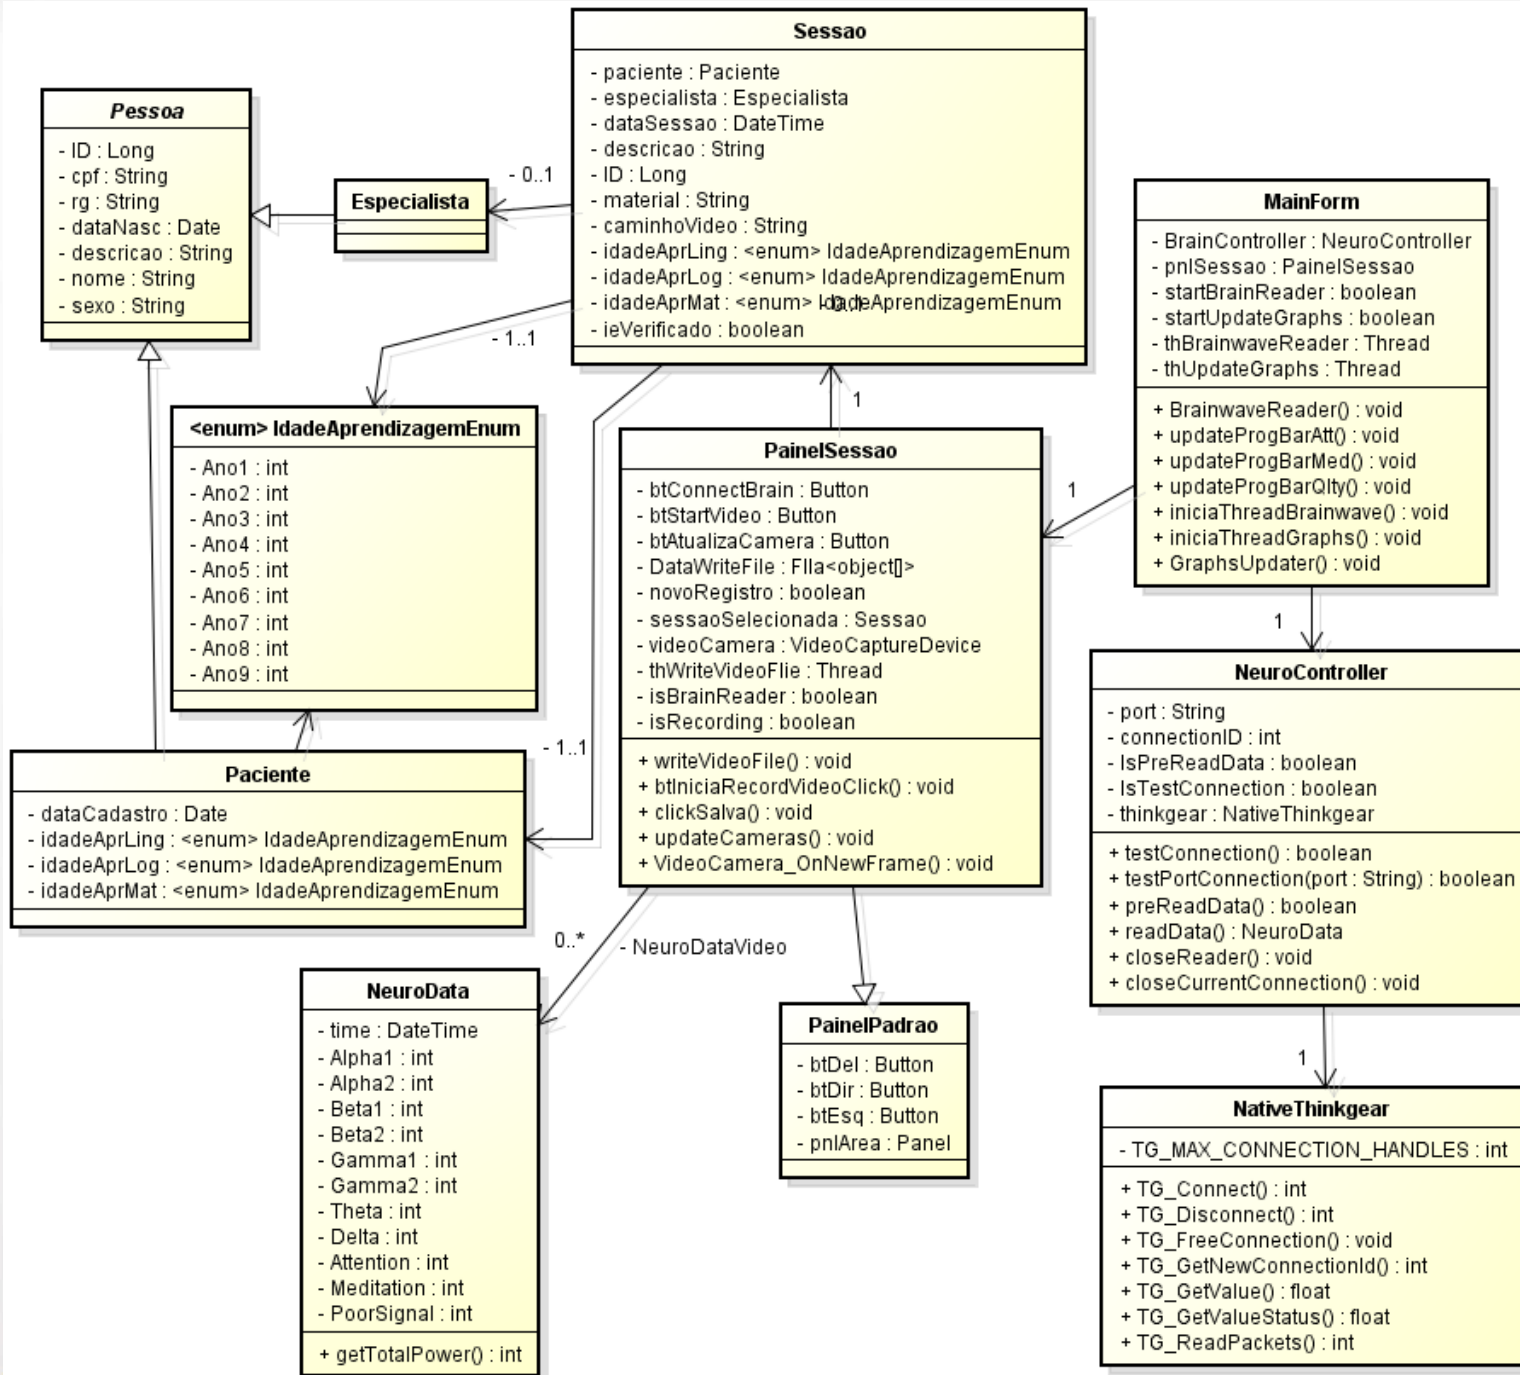 Sessao
- paciente : Paciente
- especialista : Especialista
- dataSessao : DateTime
- descricao : String
- ID : Long
- material : String
- caminhoVideo : String
- idadeAprLing : <enum> IdadeAprendizagemEnum
- idadeAprLog : <enum> IdadeAprendizagemEnum
- idadeAprMat : <enum> IdadeAprendizagemEnum
- ieVerificado : boolean
Pessoa
- ID : Long
- cpf : String
- rg : String
- dataNasc : Date
- descricao : String
- nome : String
- sexo : String
Especialista
- 0..1
- 1..1
MainForm
- BrainController : NeuroController
- pnlSessao : PainelSessao
- startBrainReader : boolean
- startUpdateGraphs : boolean
- thBrainwaveReader : Thread
- thUpdateGraphs : Thread
+ BrainwaveReader() : void
+ updateProgBarAtt() : void
+ updateProgBarMed() : void
+ updateProgBarQlty() : void
+ iniciaThreadBrainwave() : void
+ iniciaThreadGraphs() : void
+ GraphsUpdater() : void
<enum> IdadeAprendizagemEnum
- Ano1 : int
- Ano2 : int
- Ano3 : int
- Ano4 : int
- Ano5 : int
- Ano6 : int
- Ano7 : int
- Ano8 : int
- Ano9 : int
1
PainelSessao
- btConnectBrain : Button
- btStartVideo : Button
- btAtualizaCamera : Button
- DataWriteFile : FIla<object[]>
- novoRegistro : boolean
- sessaoSelecionada : Sessao
- videoCamera : VideoCaptureDevice
- thWriteVideoFlie : Thread
- isBrainReader : boolean
- isRecording : boolean
+ writeVideoFile() : void
+ btIniciaRecordVideoClick() : void
+ clickSalva() : void
+ updateCameras() : void
+ VideoCamera_OnNewFrame() : void
1
1
NeuroController
- port : String
- connectionID : int
- IsPreReadData : boolean
- IsTestConnection : boolean
- thinkgear : NativeThinkgear
+ testConnection() : boolean
+ testPortConnection(port : String) : boolean
+ preReadData() : boolean
+ readData() : NeuroData
+ closeReader() : void
+ closeCurrentConnection() : void
- 1..1
Paciente
- dataCadastro : Date
- idadeAprLing : <enum> IdadeAprendizagemEnum
- idadeAprLog : <enum> IdadeAprendizagemEnum
- idadeAprMat : <enum> IdadeAprendizagemEnum
0..*
- NeuroDataVideo
NeuroData
- time : DateTime
- Alpha1 : int
- Alpha2 : int
- Beta1 : int
- Beta2 : int
- Gamma1 : int
- Gamma2 : int
- Theta : int
- Delta : int
- Attention : int
- Meditation : int
- PoorSignal : int
+ getTotalPower() : int
PainelPadrao
- btDel : Button
- btDir : Button
- btEsq : Button
- pnlArea : Panel
1
NativeThinkgear
- TG_MAX_CONNECTION_HANDLES : int
+ TG_Connect() : int
+ TG_Disconnect() : int
+ TG_FreeConnection() : void
+ TG_GetNewConnectionId() : int
+ TG_GetValue() : float
+ TG_GetValueStatus() : float
+ TG_ReadPackets() : int